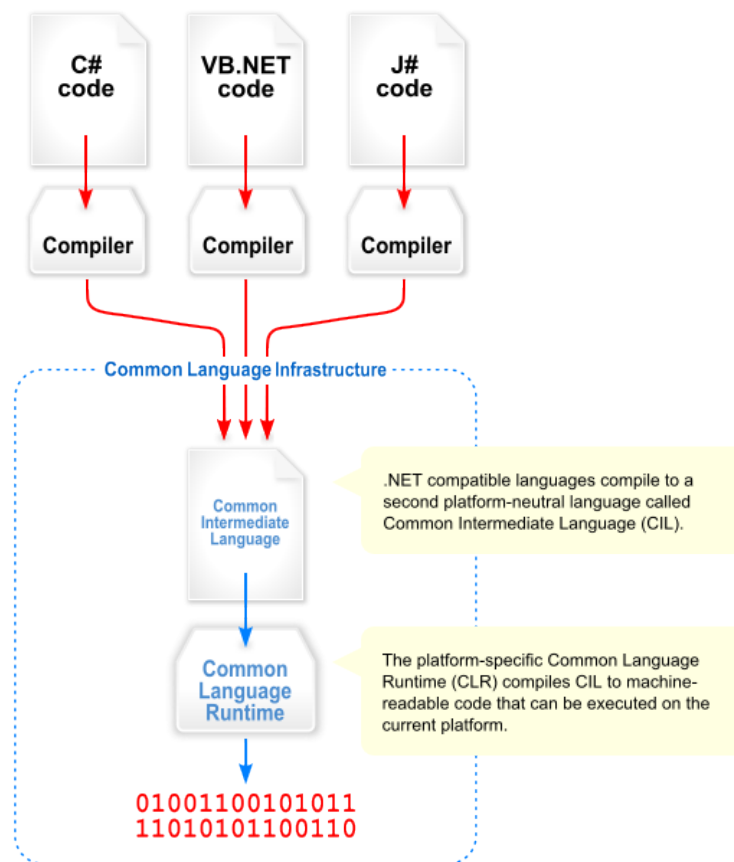 C#
code
VB.NET
code
J#
code
Compiler
Compiler
Compiler
Common Language Infrastructure
Common
Intermediate
Language
.NET compatible languages compile to a
second platform-neutral language called
Common Intermediate Language (CIL).
Common
Language
Runtime
The platform-specific Common Language
Runtime (CLR) compiles CIL to machine-
readable code that can be executed on the
current platform.
01001100101011
11010101100110